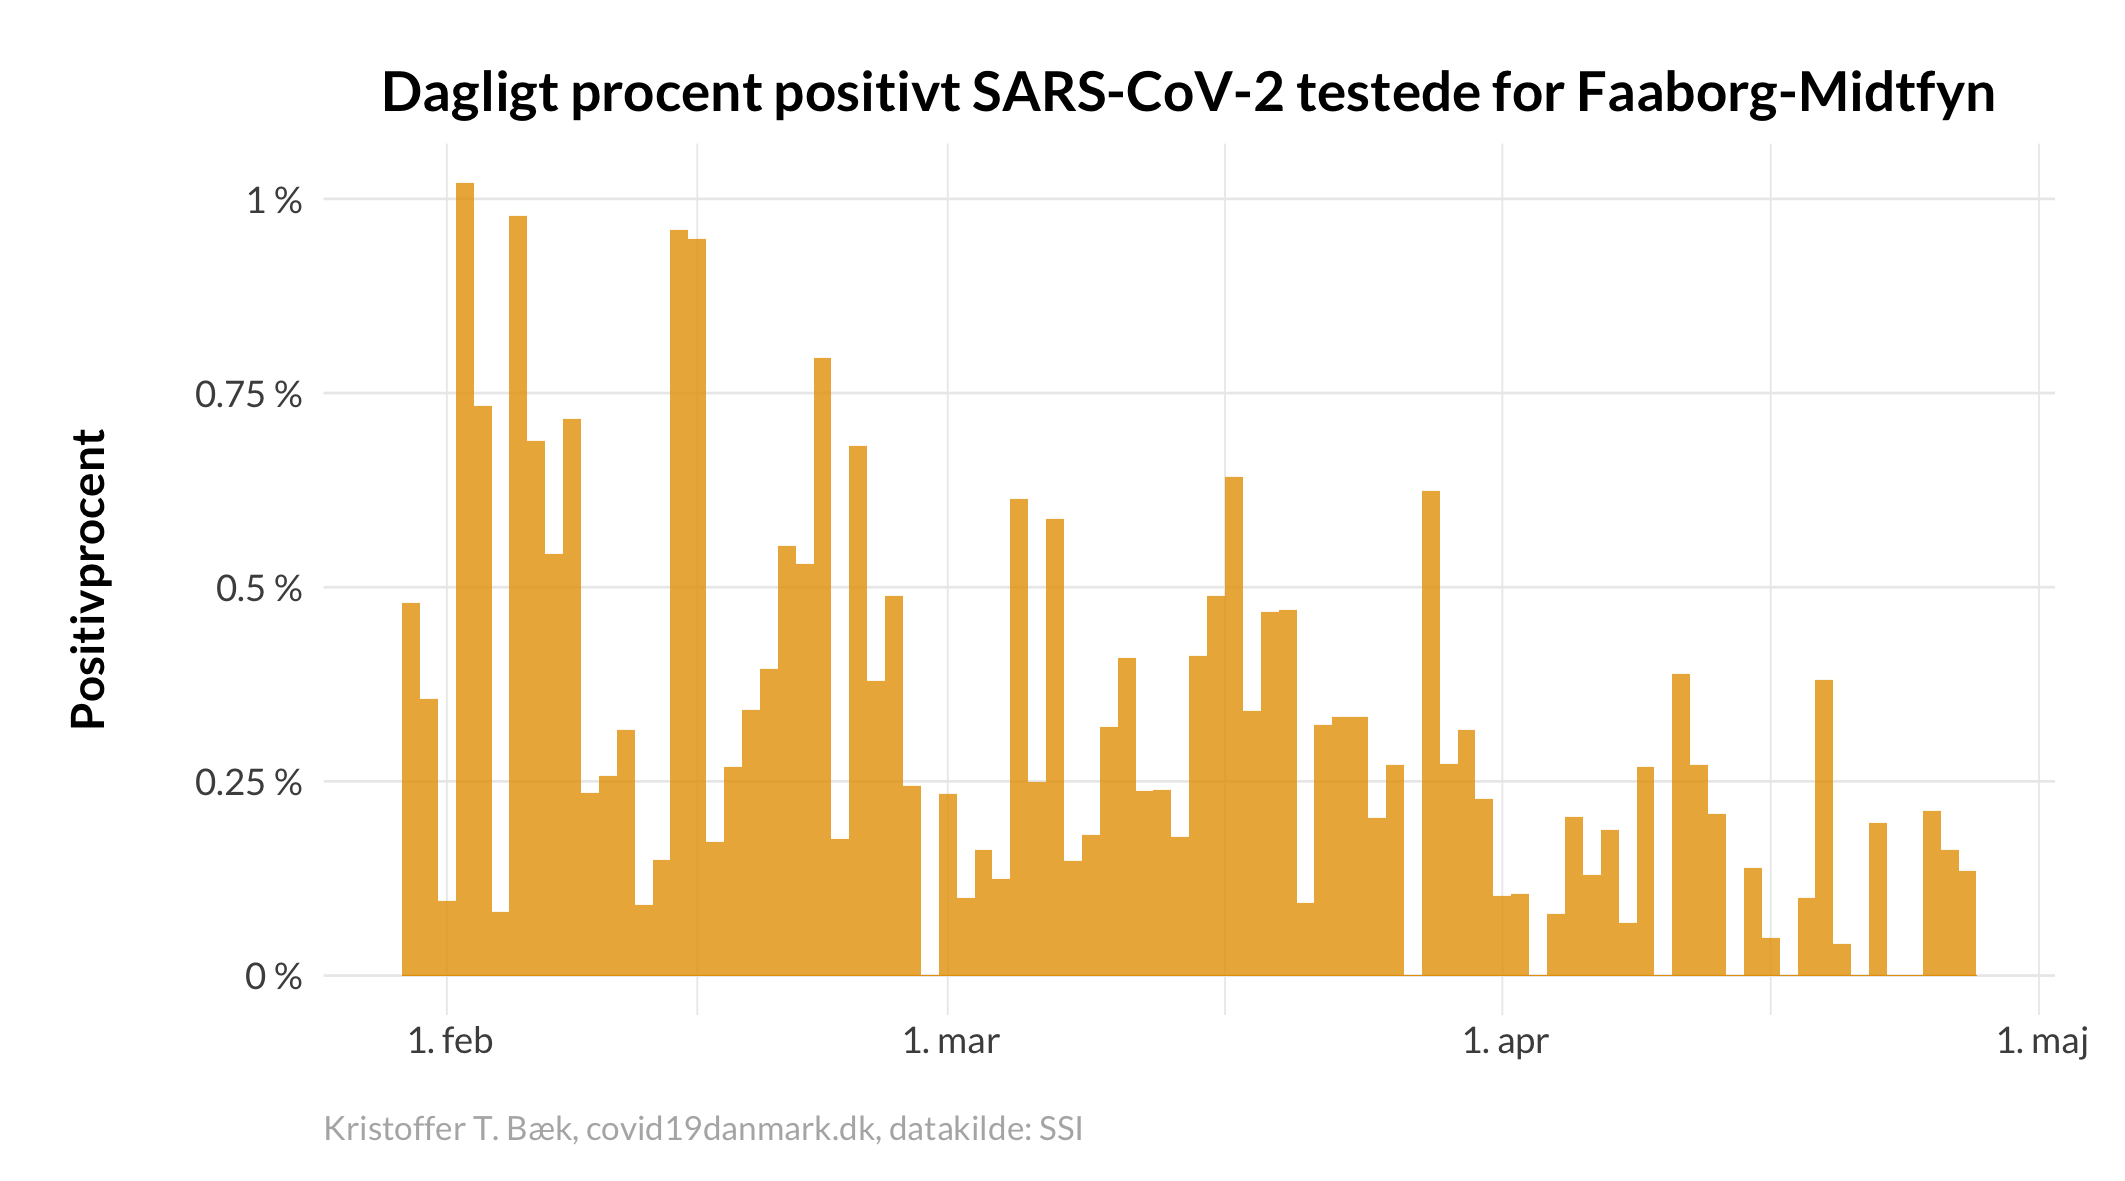 Dagligt procent positivt SARS-CoV-2 testede for Faaborg-Midtfyn
Positivprocent
1 %
0.75 %
0.5 %
0.25 %
0 %
1. feb
1. mar
1. apr
1. maj
Kristoffer T. Bæk, covid19danmark.dk, datakilde: SSI